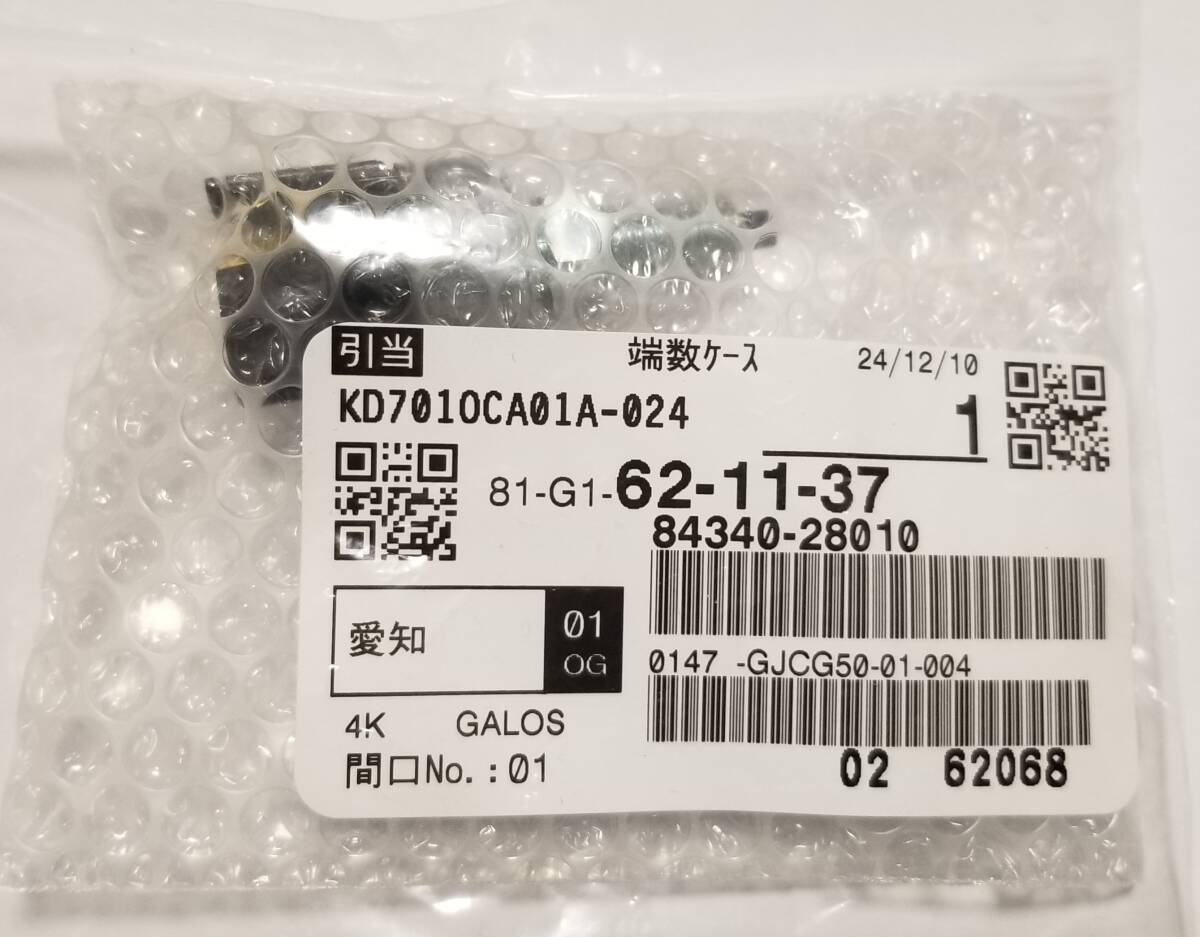 引当 端数ケース 24/12/10
KD7010CA01A-024 1
81-G1-62-11-37
84340-28010
愛知 01
OG
0147 -GJCG50-01-004
4K GALOS
間口No.:01 02 62068